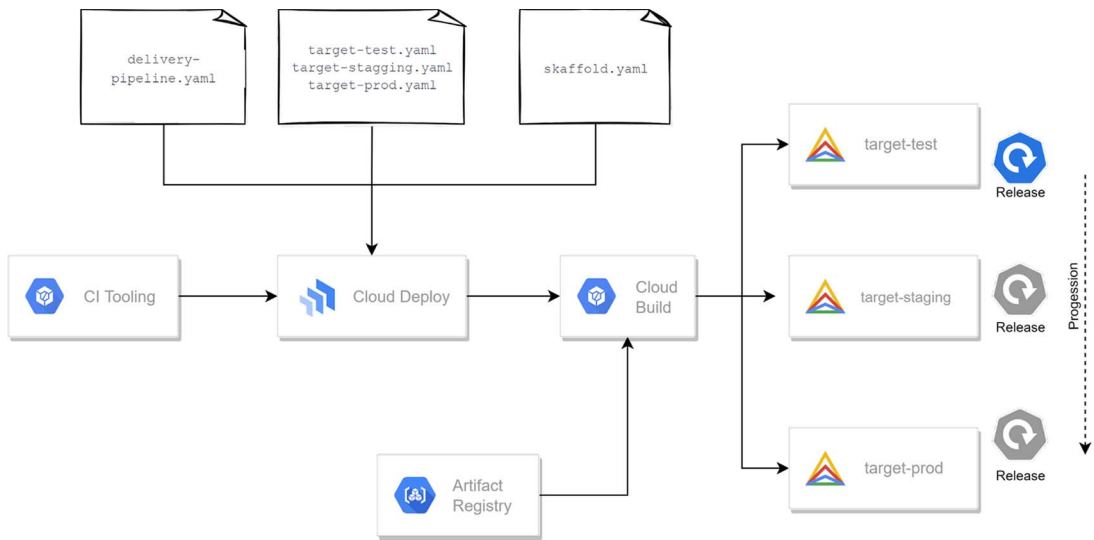 delivery-
pipeline.yaml
target-test.yaml
target-stagging.yaml
target-prod.yaml
skaffold.yaml
target-test
Release
CI Tooling
Cloud Deploy
Cloud
Build
target-staging
Release
Progession
Artifact
Registry
target-prod
Release